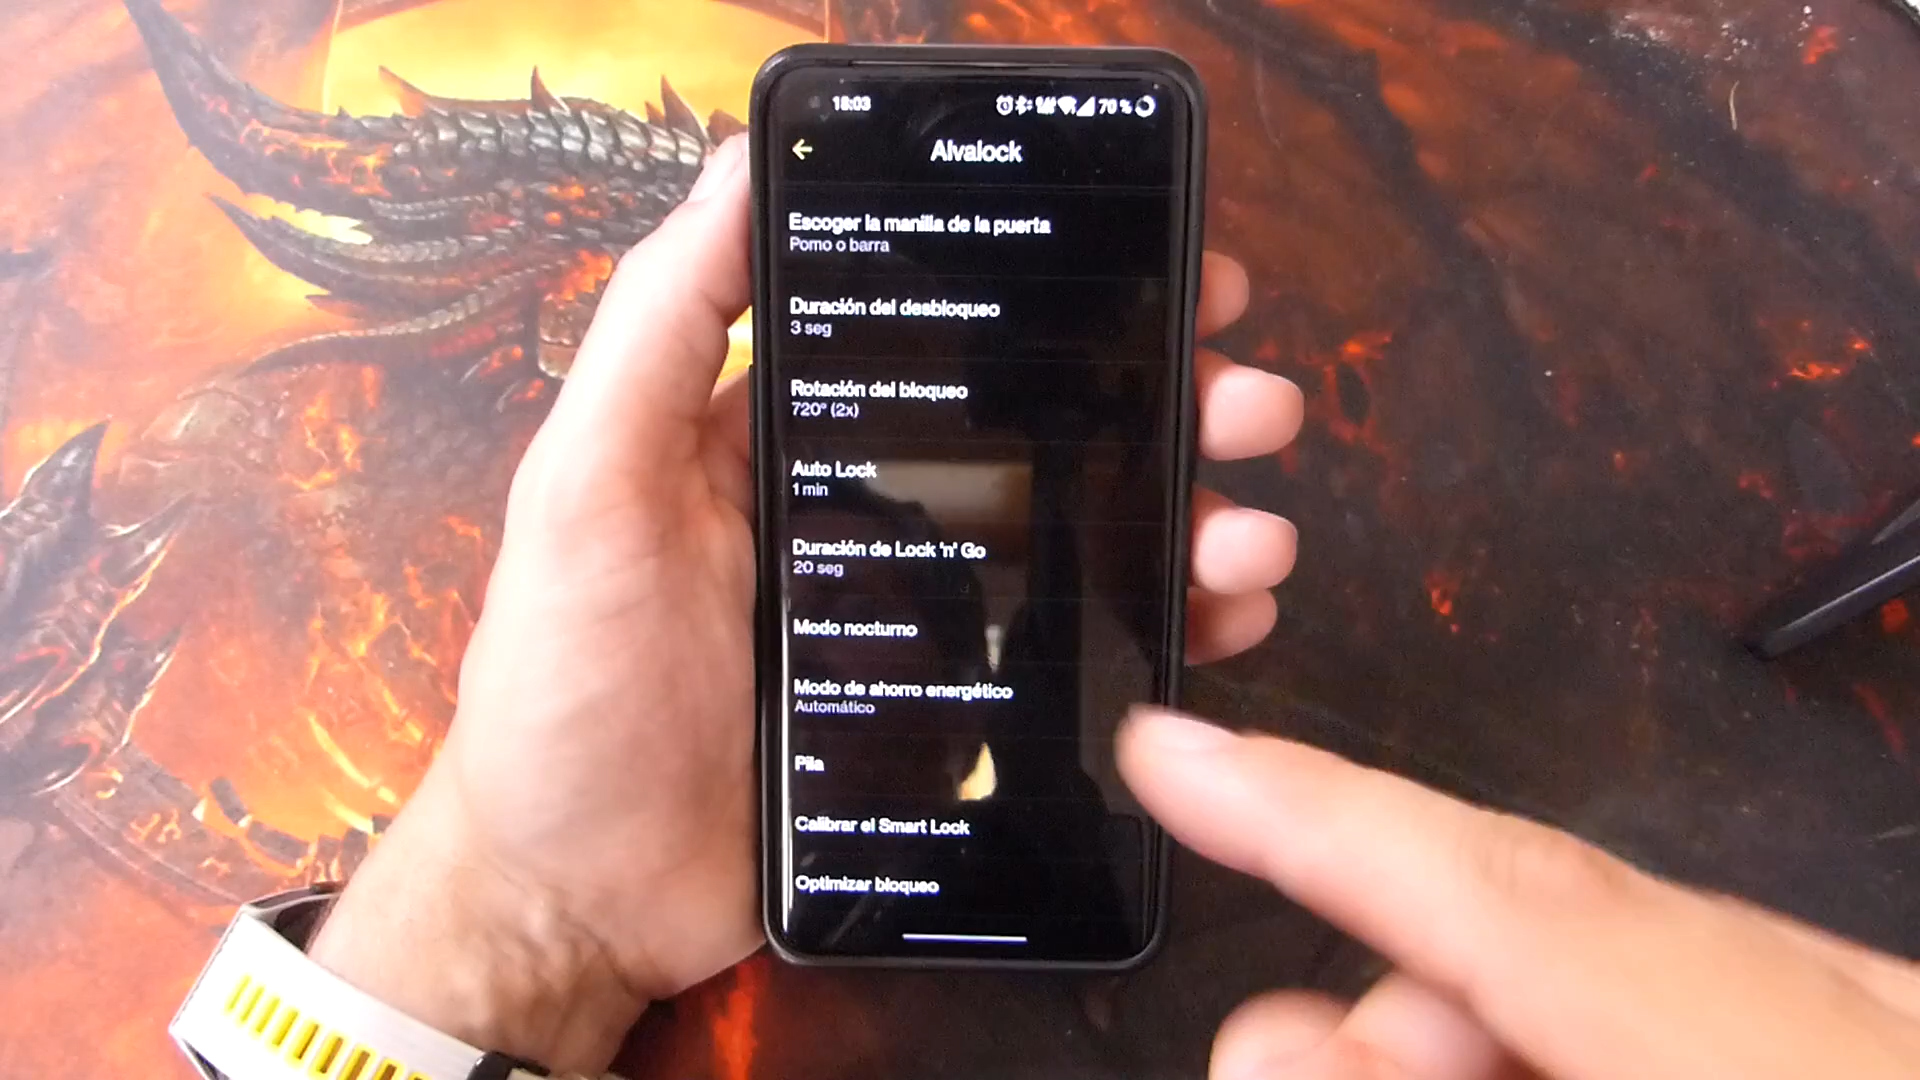 18:03
70 %
Alvalock
Escoger la manilla de la puerta
Pomo o barra
Duración del desbloqueo
3 seg
Rotación del bloqueo
720° (2x)
Auto Lock
1 min
Duración de Lock 'n' Go
20 seg
Modo nocturno
Modo de ahorro energético
Automático
Pila
Calibrar el Smart Lock
Optimizar bloqueo